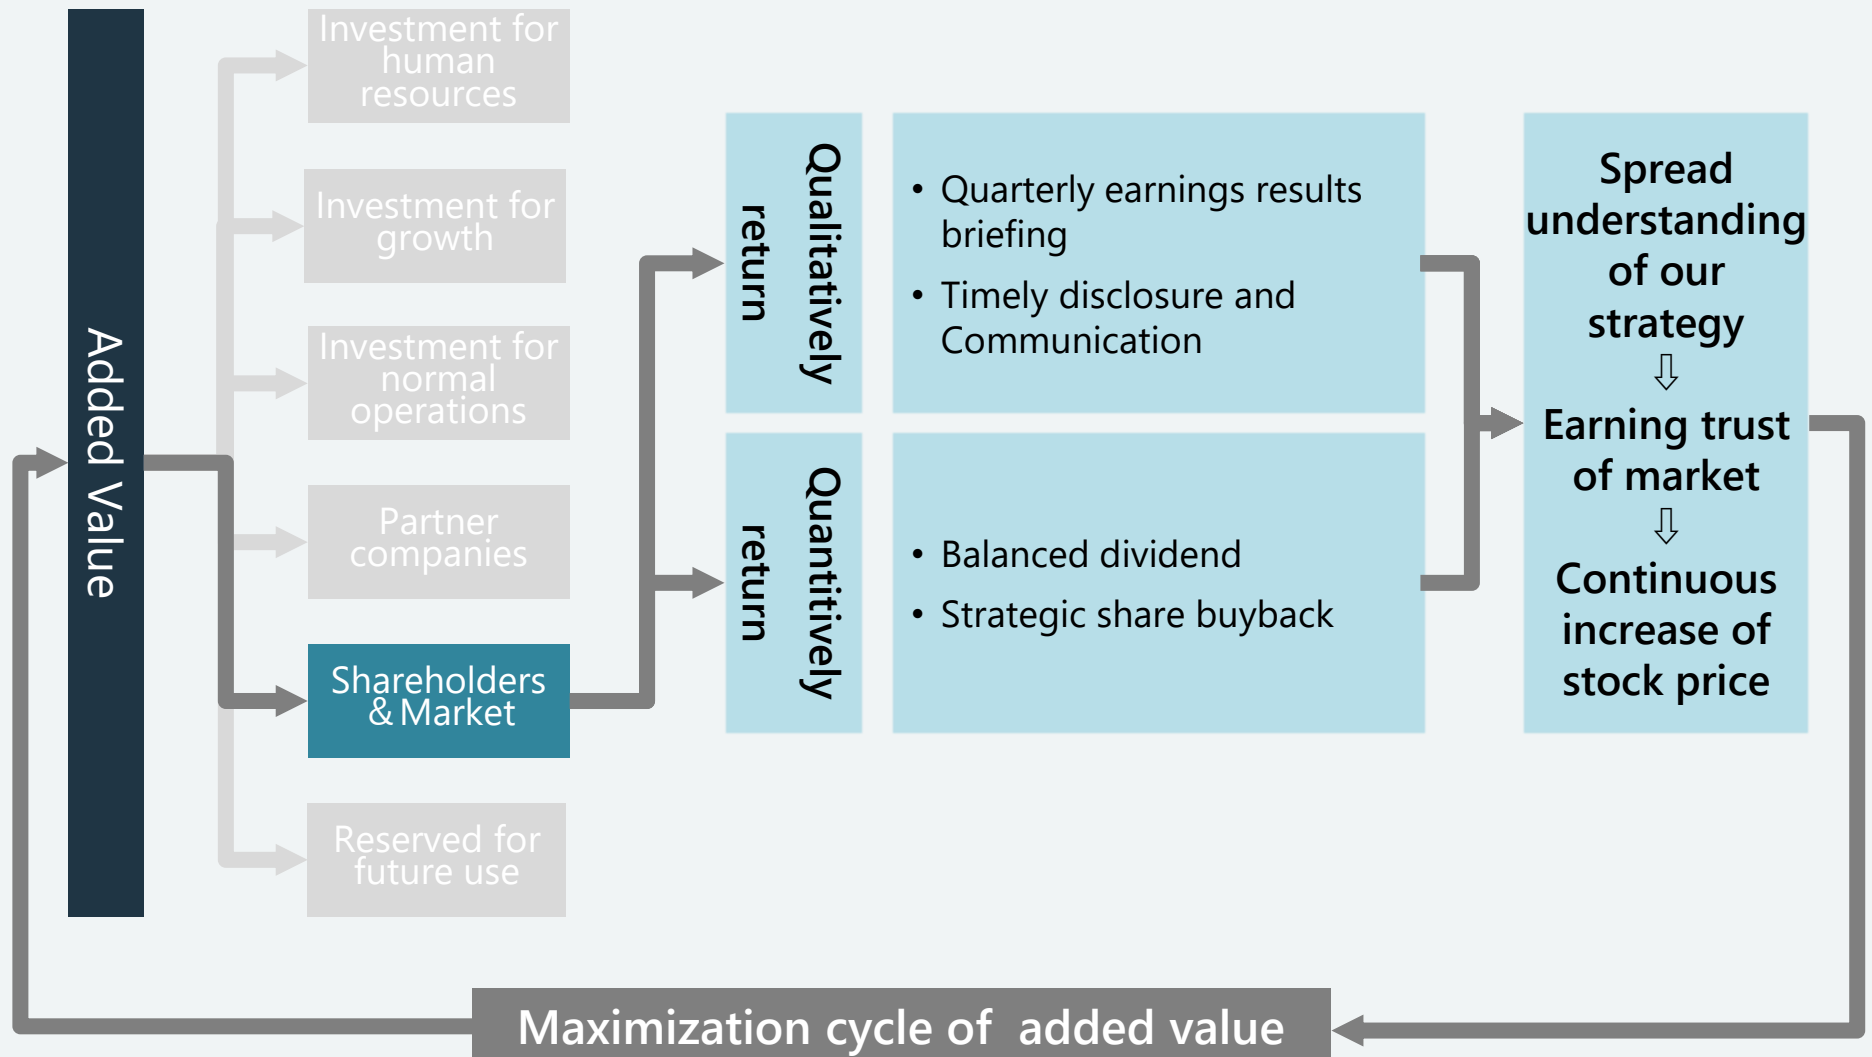 Added Value
Investment for
human
resources
Investment for
growth
Investment for
normal
operations
Partner
companies
Shareholders
&Market
Reserved for
future use
Qualitatively
return
• Quarterly earnings results
briefing
• Timely disclosure and
Communication
Quantitively
return
• Balanced dividend
• Strategic share buyback
Spread
understanding
of our
strategy
⇩
Earning trust
of market
⇩
Continuous
increase of
stock price
Maximization cycle of added value